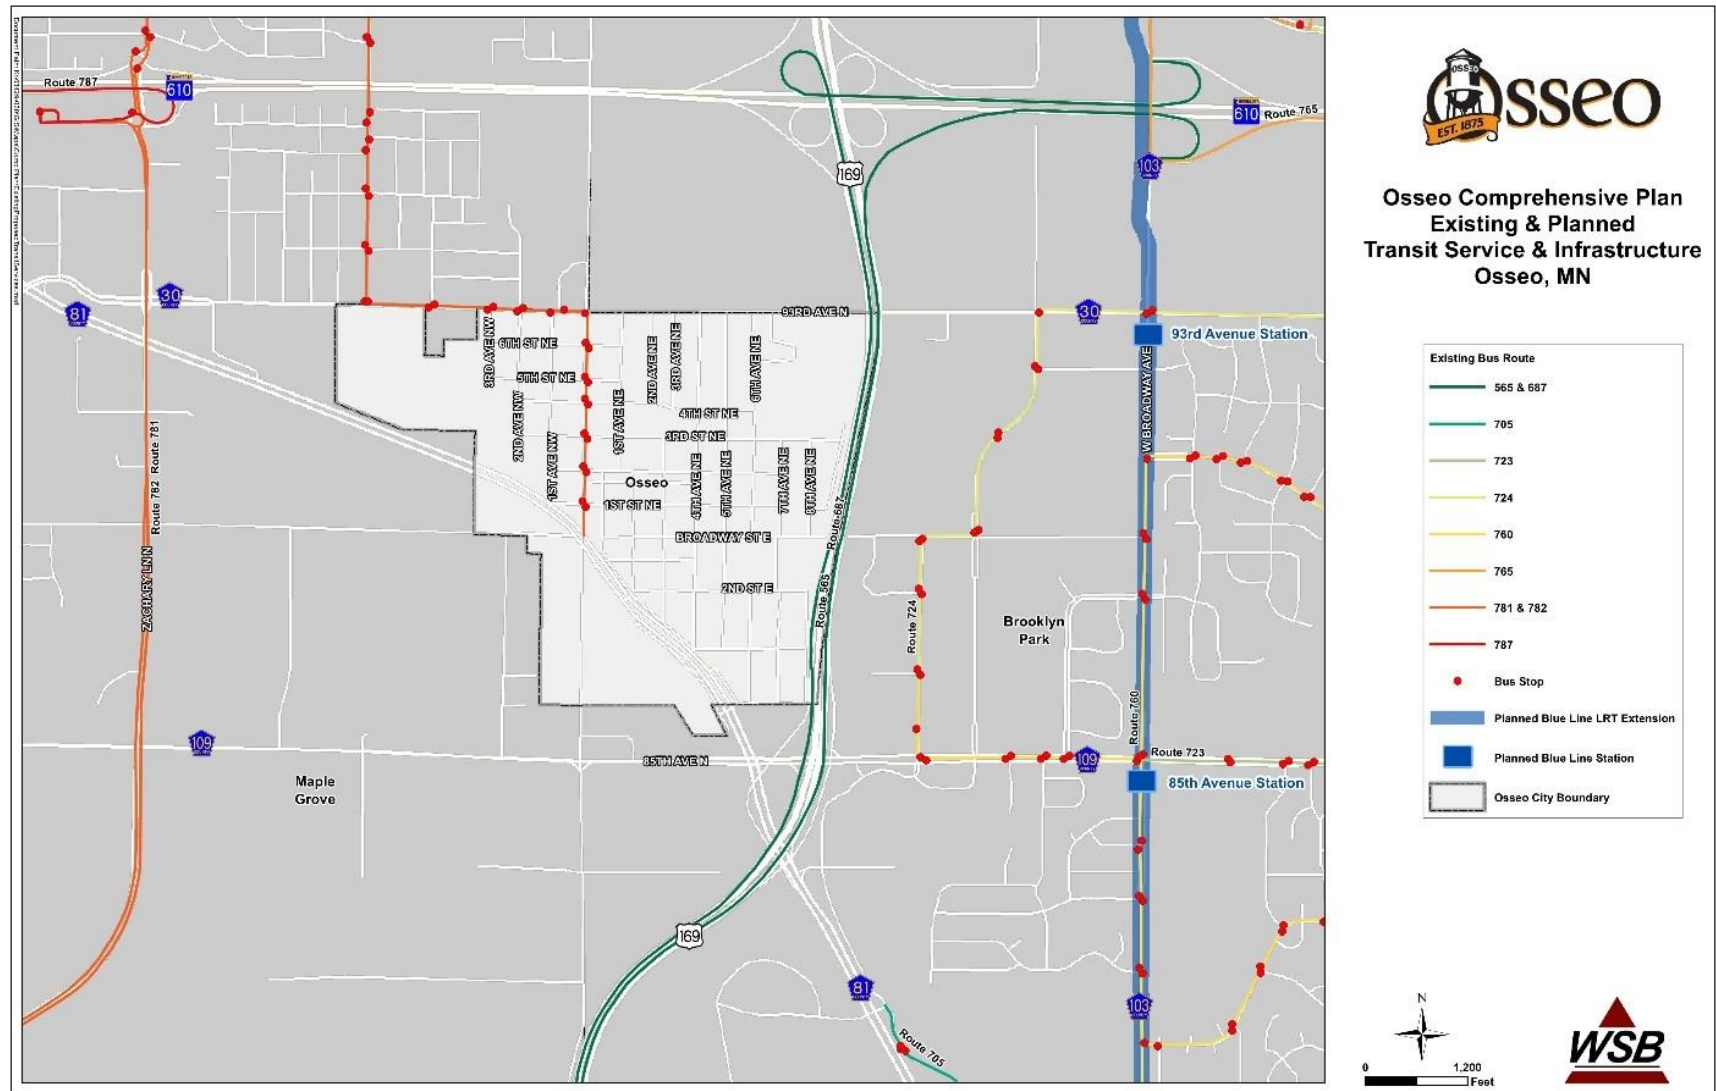 Osseo
EST. 1875
Osseo Comprehensive Plan
Existing & Planned
Transit Service & Infrastructure
Osseo, MN
Existing Bus Route
565 & 687
705
723
724
760
765
781 & 782
787
Bus Stop
Planned Blue Line LRT Extension
Planned Blue Line Station
Osseo City Boundary
N
0 1,200
Feet
WSB
Route 787
610
610
Route 765
169
103
30
81
93RD AVE N
30
93rd Avenue Station
3RD AVE NW
6TH ST NE
5TH ST NE
2ND AVE NW
1ST AVE NW
1ST AVE NE
2ND AVE NE
3RD AVE NE
6TH AVE NE
4TH ST NE
3RD ST NE
Osseo
4TH AVE NE
5TH AVE NE
7TH AVE NE
8TH AVE NE
1ST ST NE
BROADWAY ST E
2ND ST E
Route 687
Route 565
W BROADWAY AVE
Route 782
Route 781
ZACHARY LN N
Route 724
Brooklyn
Park
Route 760
109
85TH AVE N
109
Route 723
85th Avenue Station
Maple
Grove
169
81
103
Route 705